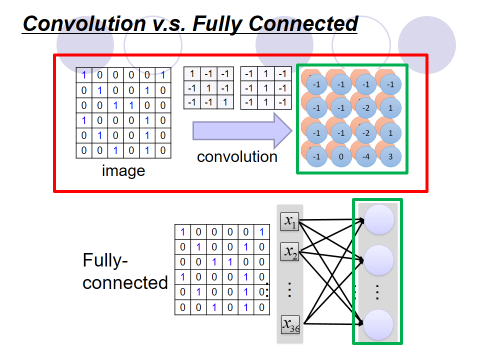 Convolution v.s. Fully Connected
1 0 0 0 0 1
0 1 0 0 1 0
0 0 1 1 0 0
1 0 0 0 1 0
0 1 0 0 1 0
0 0 1 0 1 0
image
1 -1 -1
-1 1 -1
-1 -1 1
-1 1 -1
-1 1 -1
-1 1 -1
convolution
-1 -1 -1 -1
-1 -1 -2 1
-1 -1 -2 1
-1 0 -4 3
Fully-
connected
1 0 0 0 0 1
0 1 0 0 1 0
0 0 1 1 0 0
1 0 0 0 1 0
0 1 0 0 1 0
0 0 1 0 1 0
x1
x2
x36